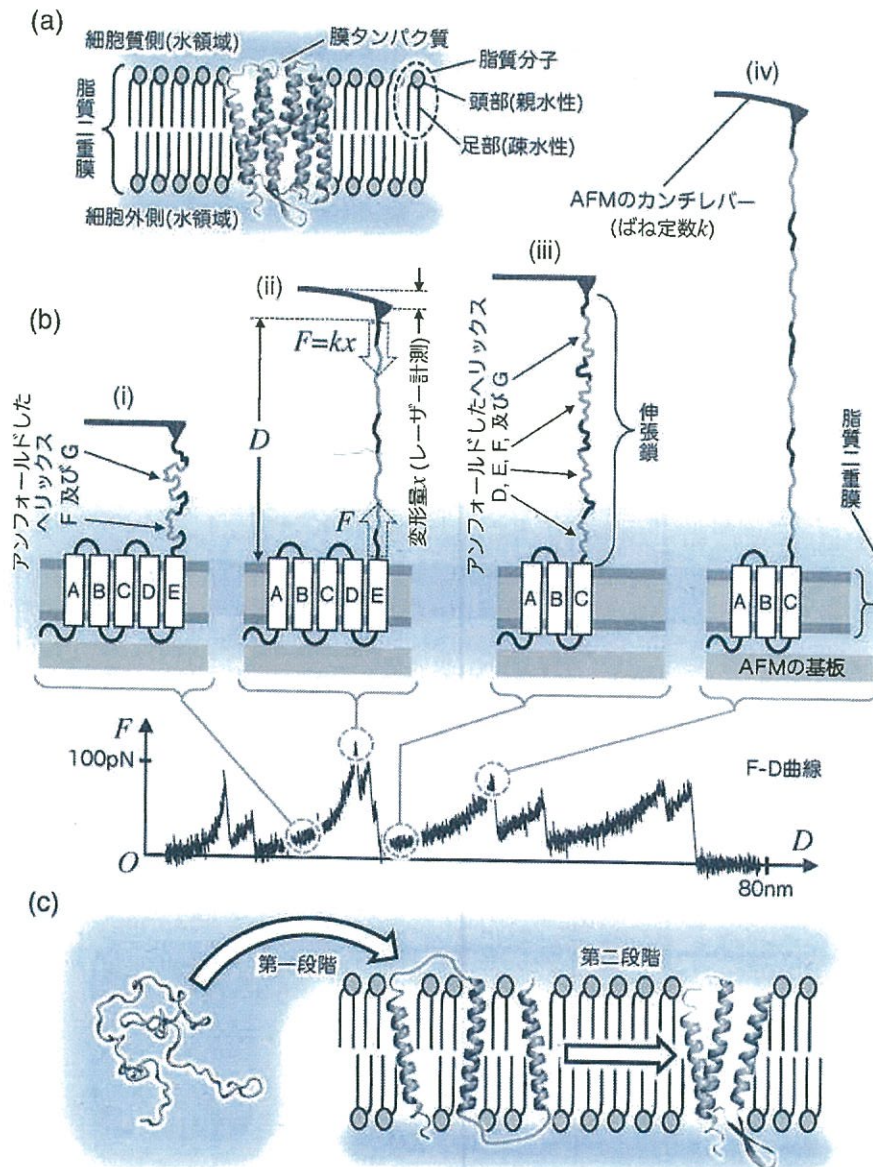 (a)
細胞質側(水領域)
膜タンパク質
脂質分子
頭部(親水性)
足部(疎水性)
脂質二重膜
細胞外側(水領域)
(iv)
AFMのカンチレバー
(ばね定数k)
(b)
(i)
アンフォールドした
ヘリックス
F 及び G
(ii)
F=kx
D
F
変形量x (レーザー計測)
(iii)
アンフォールドしたヘリックス
D, E, F, 及び G
伸張鎖
脂質二重膜
A B C D E
A B C D E
A B C
A B C
AFMの基板
F
100pN
O
F-D曲線
D
80nm
(c)
第一段階
第二段階